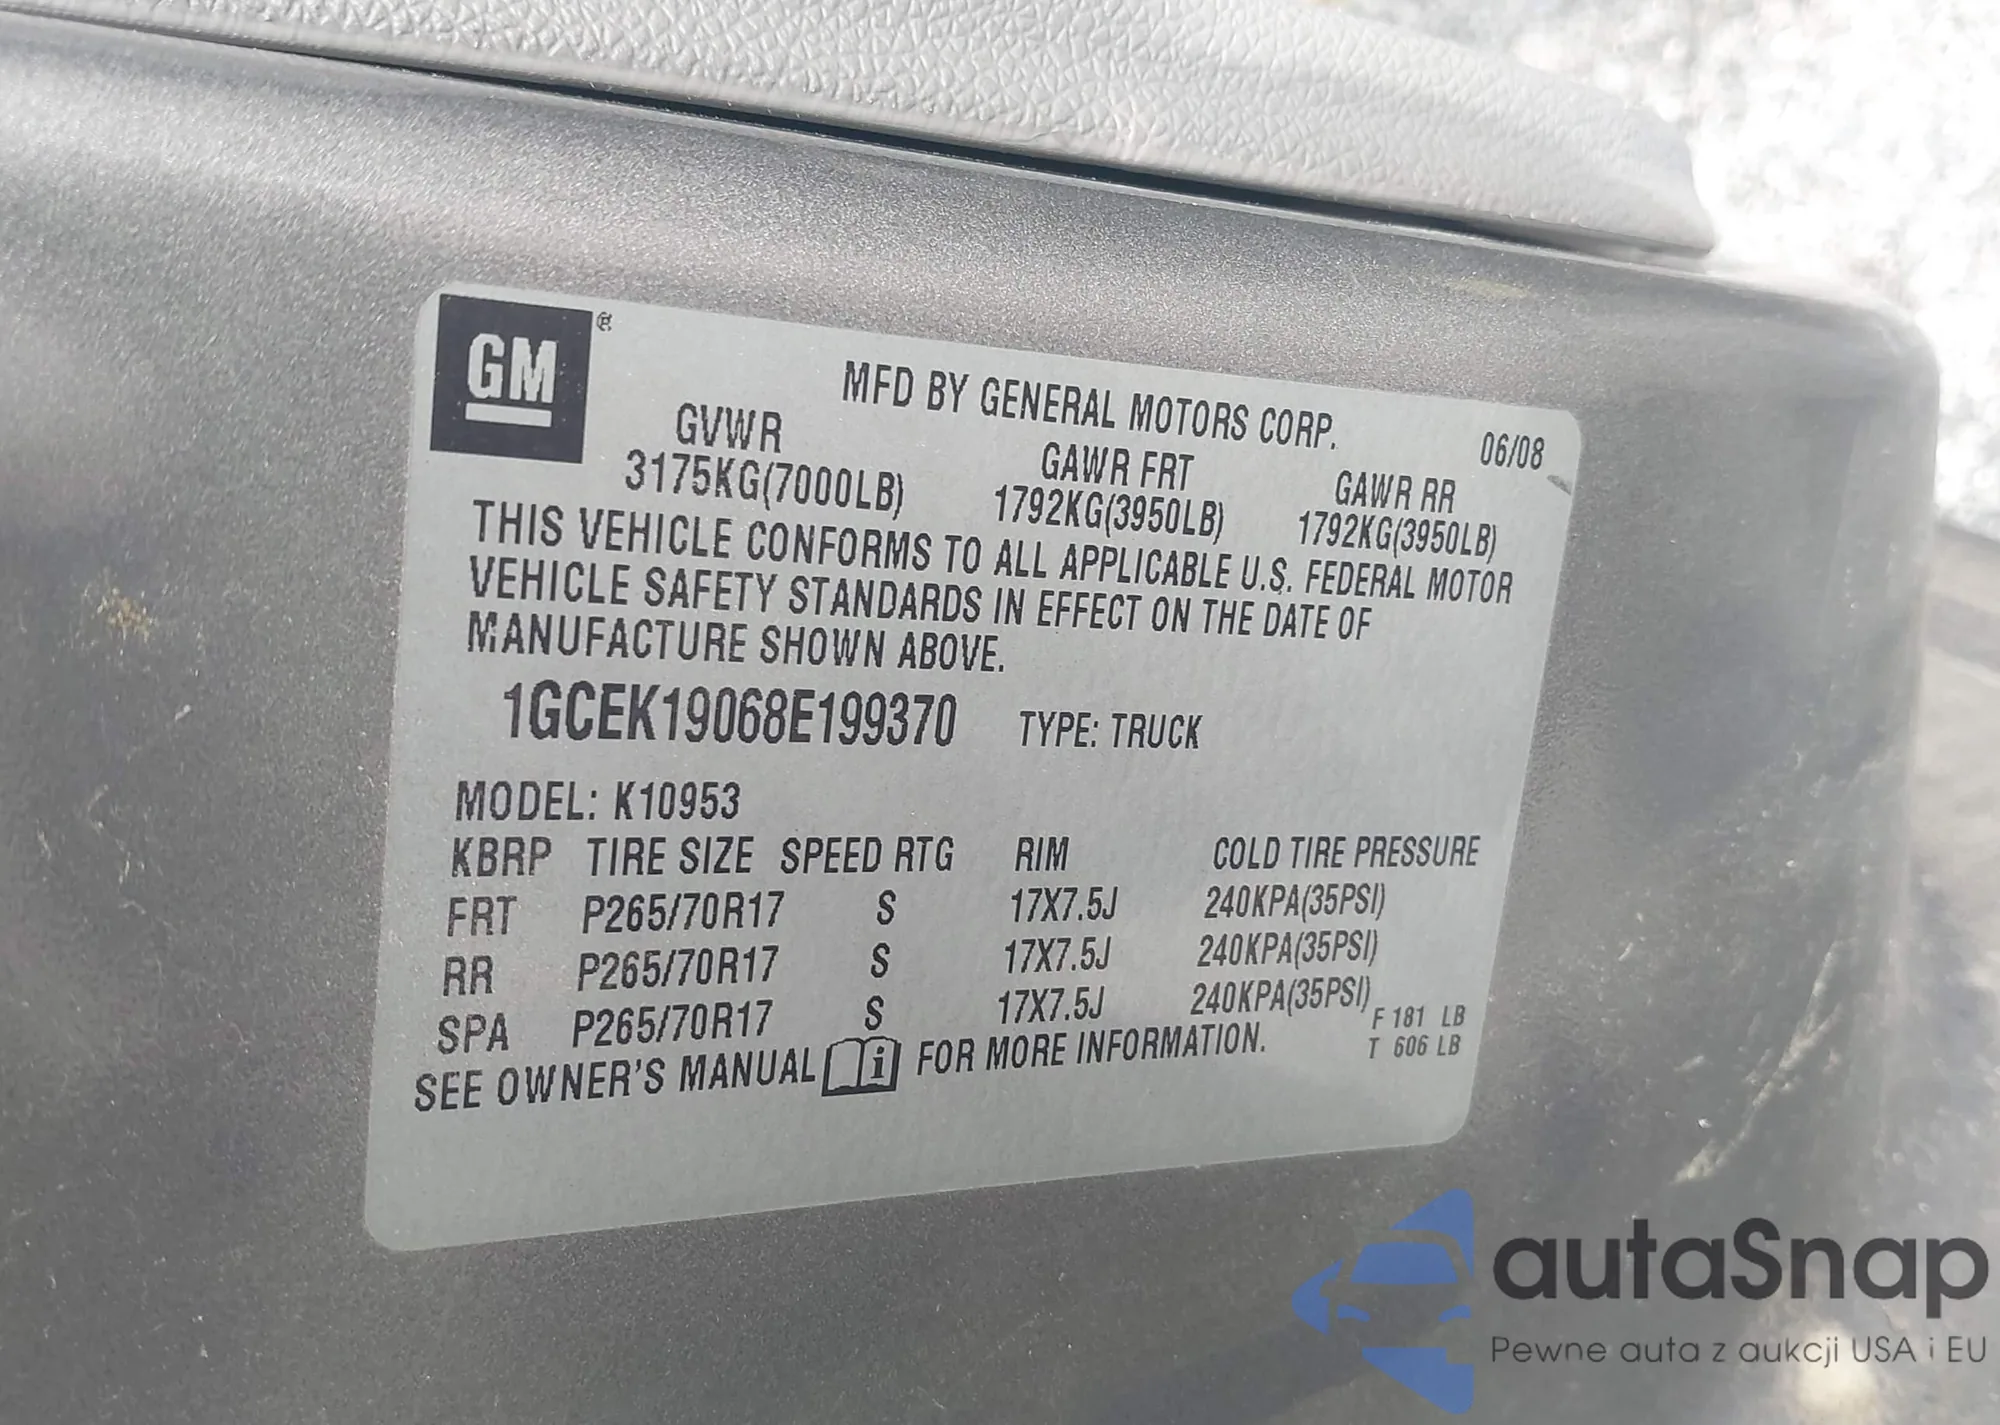 GM ®
MFD BY GENERAL MOTORS CORP. 06/08
GVWR GAWR FRT GAWR RR
3175KG(7000LB) 1792KG(3950LB) 1792KG(3950LB)
THIS VEHICLE CONFORMS TO ALL APPLICABLE U.S. FEDERAL MOTOR
VEHICLE SAFETY STANDARDS IN EFFECT ON THE DATE OF
MANUFACTURE SHOWN ABOVE.
1GCEK19068E199370 TYPE: TRUCK
MODEL: K10953
KBRP TIRE SIZE SPEED RTG RIM COLD TIRE PRESSURE
FRT P265/70R17 S 17X7.5J 240KPA(35PSI)
RR P265/70R17 S 17X7.5J 240KPA(35PSI)
SPA P265/70R17 S 17X7.5J 240KPA(35PSI)
F 181 LB
T 606 LB
SEE OWNER'S MANUAL i FOR MORE INFORMATION.
autaSnap
Pewne auta z aukcji USA i EU